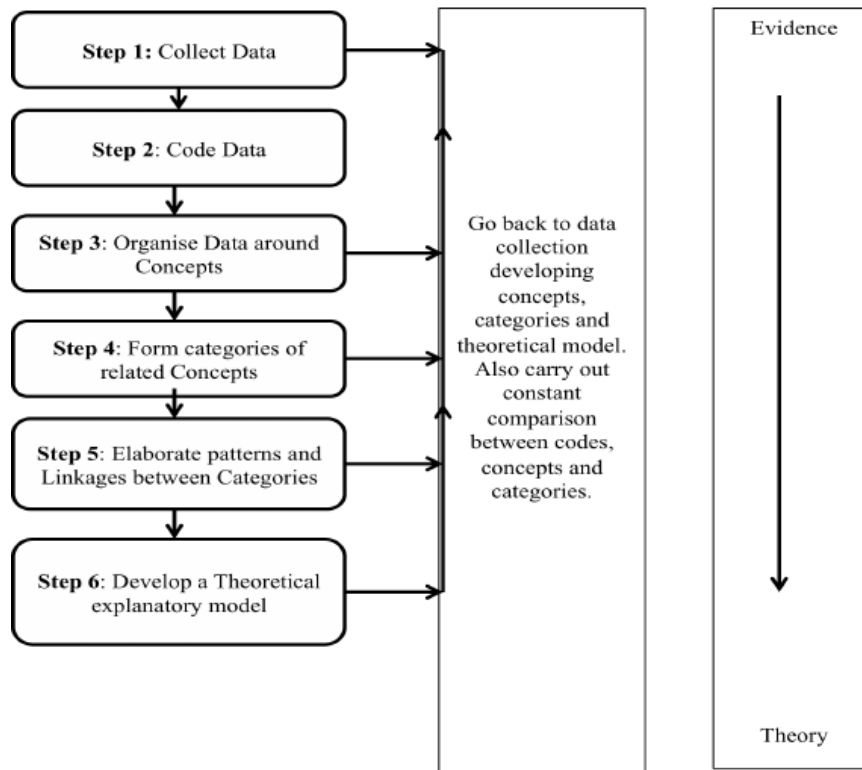 Step 1: Collect Data
Step 2: Code Data
Step 3: Organise Data around
Concepts
Step 4: Form categories of
related Concepts
Step 5: Elaborate patterns and
Linkages between Categories
Step 6: Develop a Theoretical
explanatory model
Go back to data
collection
developing
concepts,
categories and
theoretical model.
Also carry out
constant
comparison
between codes,
concepts and
categories.
Evidence
Theory